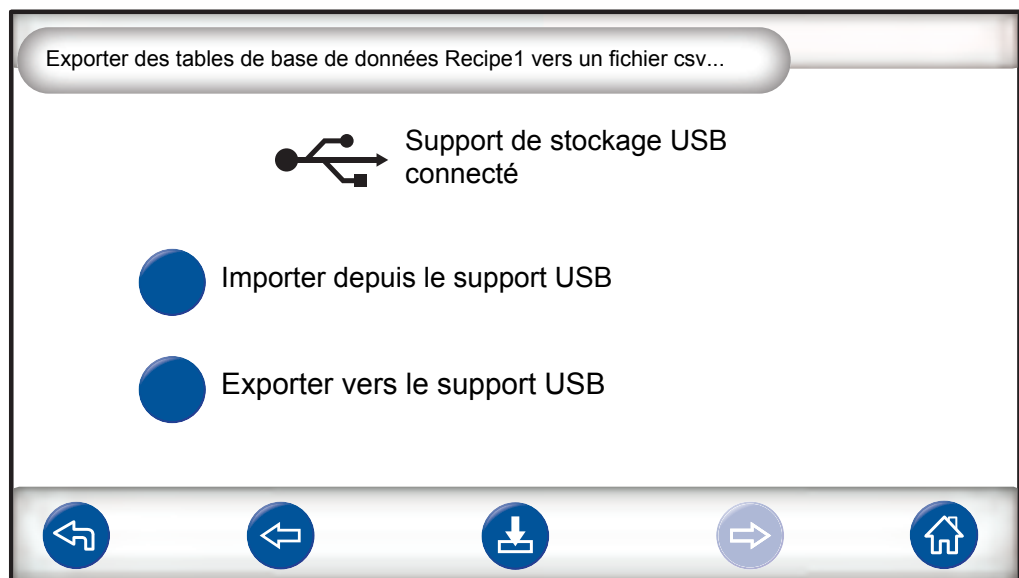 Exporter des tables de base de données Recipe1 vers un fichier csv...
Support de stockage USB
connecté
Importer depuis le support USB
Exporter vers le support USB